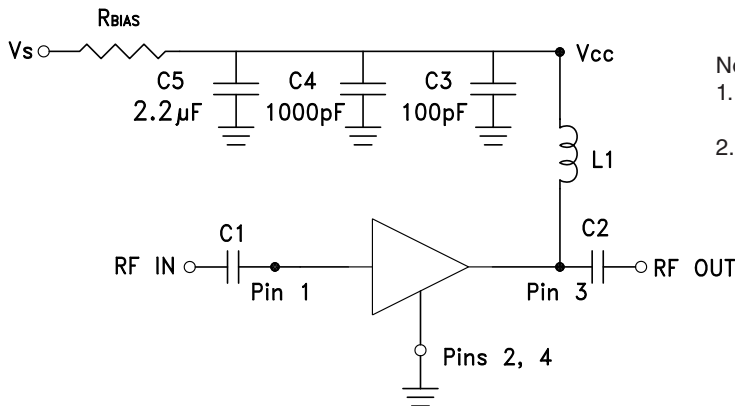 RBIAS
Vs
Vcc
C5
2.2µF
C4
1000pF
C3
100pF
1.
2.
L1
C1
C2
RF IN
RF OUT
Pin 1
Pin 3
Pins 2, 4